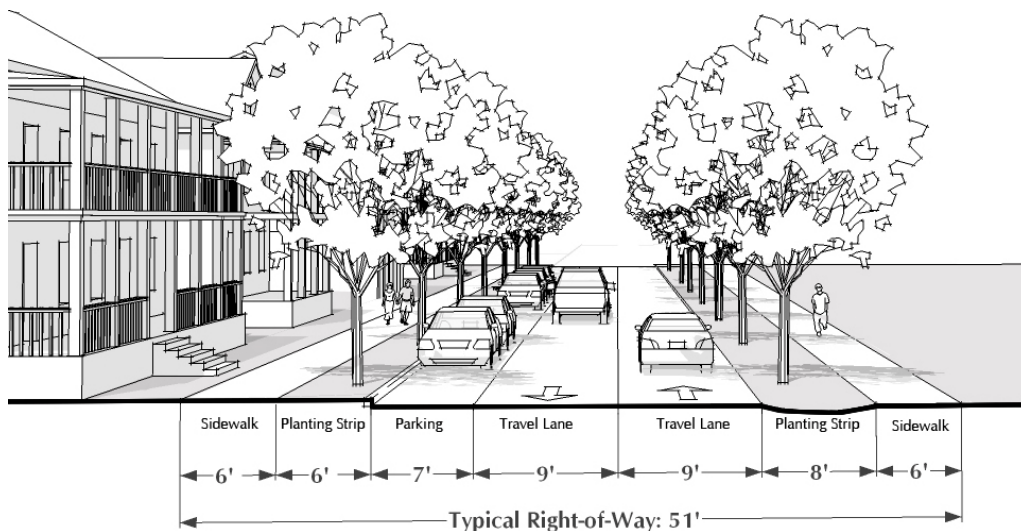 Sidewalk Planting Strip Parking Travel Lane Travel Lane Planting Strip Sidewalk
6' 6' 7' 9' 9' 8' 6'
Typical Right-of-Way: 51'